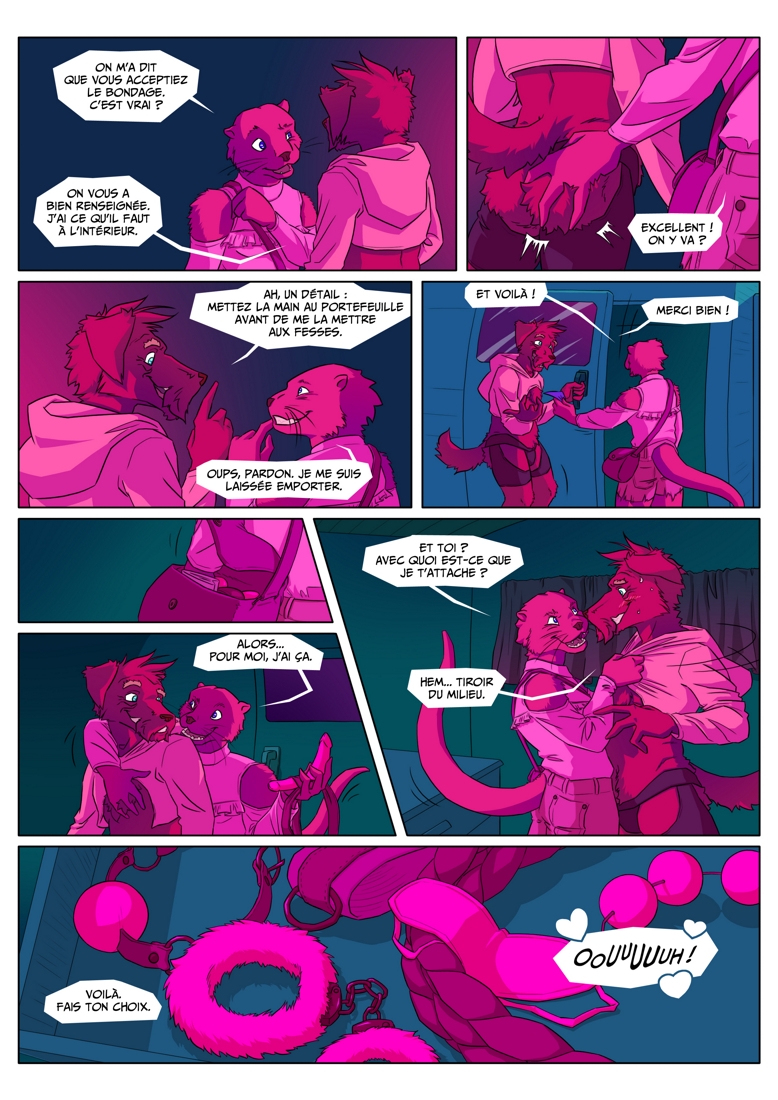 ON M'A DIT
QUE VOUS ACCEPTIEZ
LE BONDAGE.
C'EST VRAI ?
ON VOUS A
BIEN RENSEIGNÉE.
J'AI CE QU'IL FAUT
À L'INTÉRIEUR.
EXCELLENT !
ON Y VA ?
AH, UN DÉTAIL :
METTEZ LA MAIN AU PORTEFEUILLE
AVANT DE ME LA METTRE
AUX FESSES.
OUPS, PARDON. JE ME SUIS
LAISSÉE EMPORTER.
ET VOILÀ !
MERCI BIEN !
ALORS...
POUR MOI, J'AI ÇA.
ET TOI ?
AVEC QUOI EST-CE QUE
JE T'ATTACHE ?
HEM... TIROIR
DU MILIEU.
VOILÀ.
FAIS TON CHOIX.
OOUUUUUH !